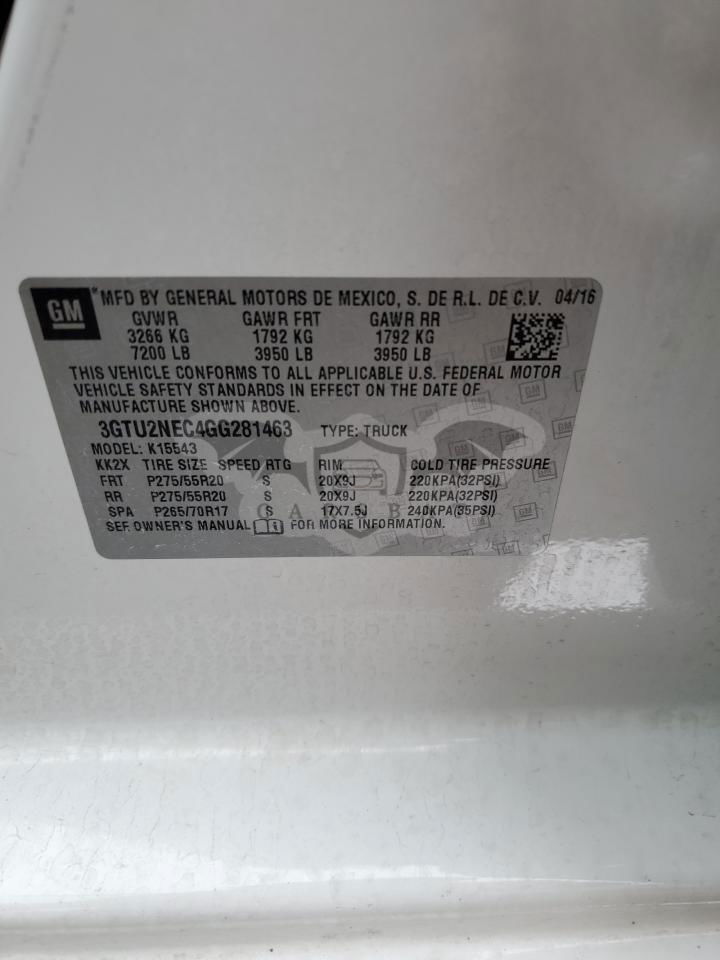 GM
MFD BY GENERAL MOTORS DE MEXICO, S. DE R.L. DE C.V. 04/16
GVWR GAWR FRT GAWR RR
3266 KG 1792 KG 1792 KG
7200 LB 3950 LB 3950 LB
THIS VEHICLE CONFORMS TO ALL APPLICABLE U.S. FEDERAL MOTOR
VEHICLE SAFETY STANDARDS IN EFFECT ON THE DATE OF
MANUFACTURE SHOWN ABOVE.
3GTU2NEC4GG281463 TYPE: TRUCK
MODEL: K15543
KK2X TIRE SIZE SPEED RTG RIM COLD TIRE PRESSURE
FRT P275/55R20 S 20X9J 220KPA(32PSI)
RR P275/55R20 S 20X9J 220KPA(32PSI)
SPA P265/70R17 S 17X7.5J 240KPA(35PSI)
SEE OWNER'S MANUAL FOR MORE INFORMATION.